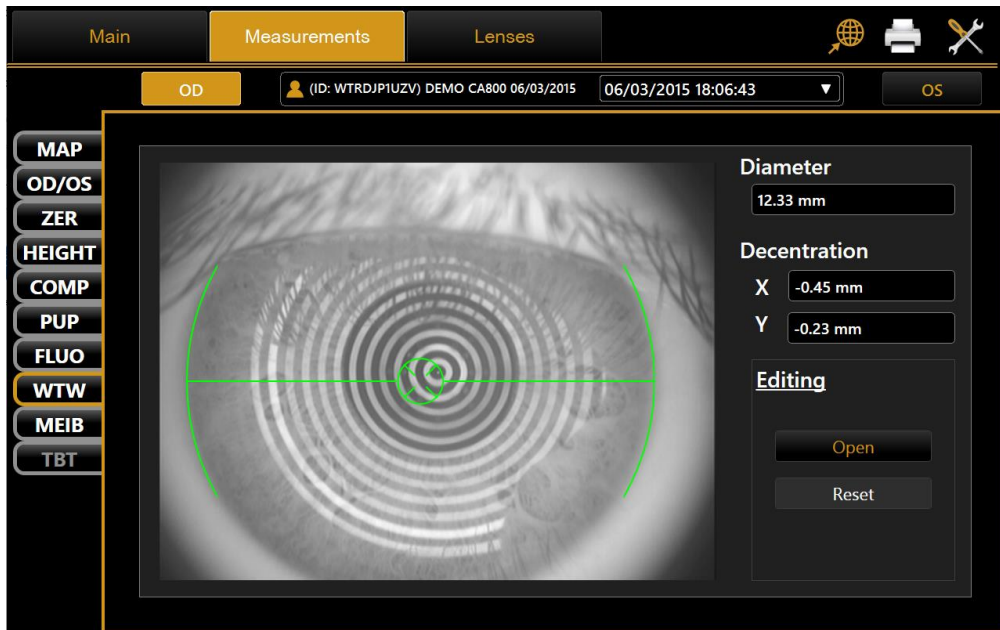 Main
Measurements
Lenses
OD
(ID: WTRDJP1UZV) DEMO CA800 06/03/2015
06/03/2015 18:06:43
OS
MAP
OD/OS
ZER
HEIGHT
COMP
PUP
FLUO
WTW
MEIB
TBT
Diameter
12.33 mm
Decentration
X -0.45 mm
Y -0.23 mm
Editing
Open
Reset